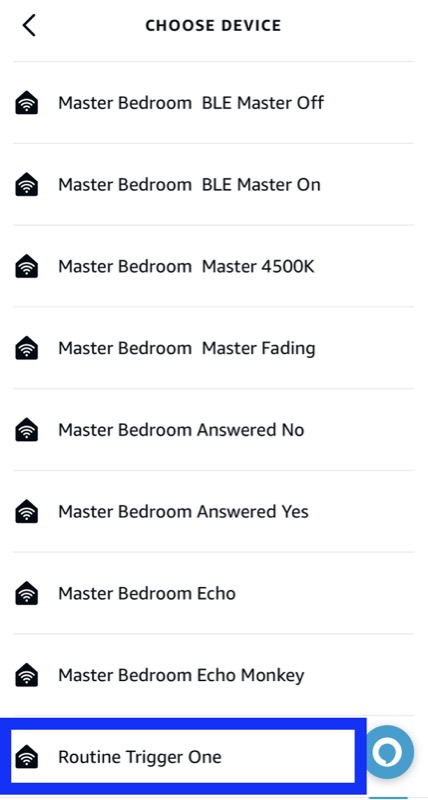 CHOOSE DEVICE
Master Bedroom  BLE Master Off
Master Bedroom  BLE Master On
Master Bedroom  Master 4500K
Master Bedroom  Master Fading
Master Bedroom Answered No
Master Bedroom Answered Yes
Master Bedroom Echo
Master Bedroom Echo Monkey
Routine Trigger One